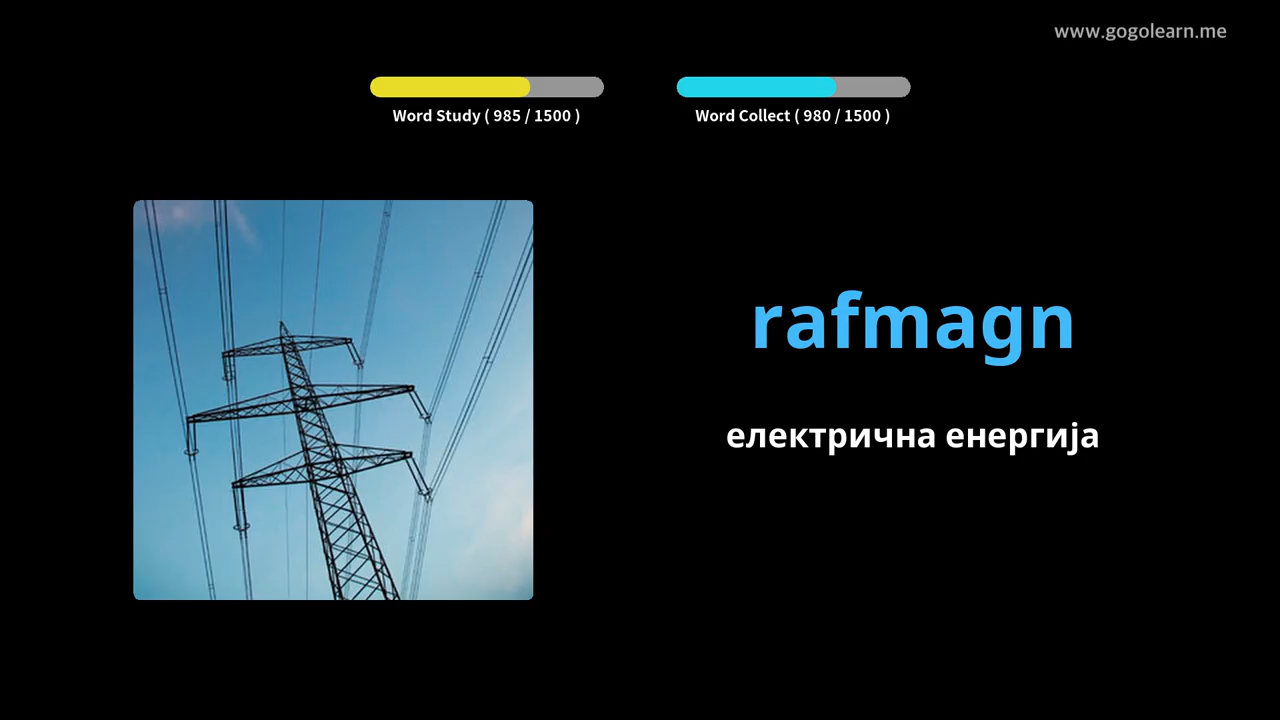 www.gogolearn.me
Word Study ( 985 / 1500 )
Word Collect ( 980 / 1500 )
rafmagn
електрична енергија